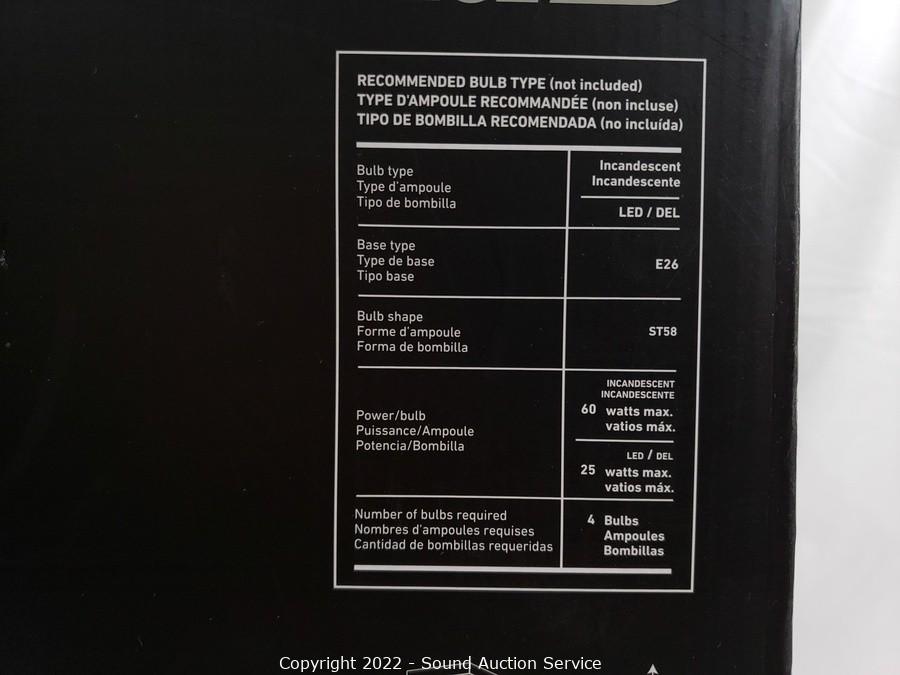 RECOMMENDED BULB TYPE (not included)
TYPE D'AMPOULE RECOMMANDÉE (non incluse)
TIPO DE BOMBILLA RECOMENDADA (no incluída)
Bulb type
Type d'ampoule
Tipo de bombilla
Incandescent
Incandescente
LED / DEL
Base type
Type de base
Tipo base
E26
Bulb shape
Forme d'ampoule
Forma de bombilla
ST58
Power/bulb
Puissance/Ampoule
Potencia/Bombilla
INCANDESCENT
INCANDESCENTE
60 watts max.
vatios máx.
LED / DEL
25 watts max.
vatios máx.
Number of bulbs required
Nombres d'ampoules requises
Cantidad de bombillas requeridas
4 Bulbs
Ampoules
Bombillas
Copyright 2022 - Sound Auction Service